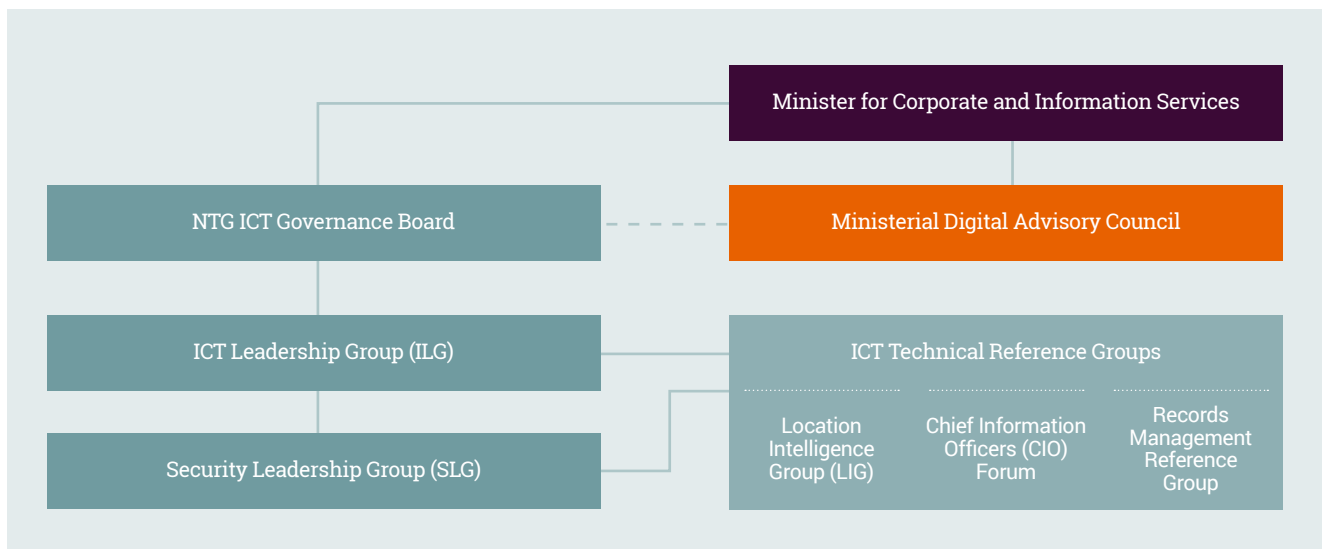 Minister for Corporate and Information Services
NTG ICT Governance Board
Ministerial Digital Advisory Council
ICT Leadership Group (ILG)
ICT Technical Reference Groups
Location
Intelligence
Group (LIG)
Chief Information
Officers (CIO)
Forum
Records
Management
Reference
Group
Security Leadership Group (SLG)